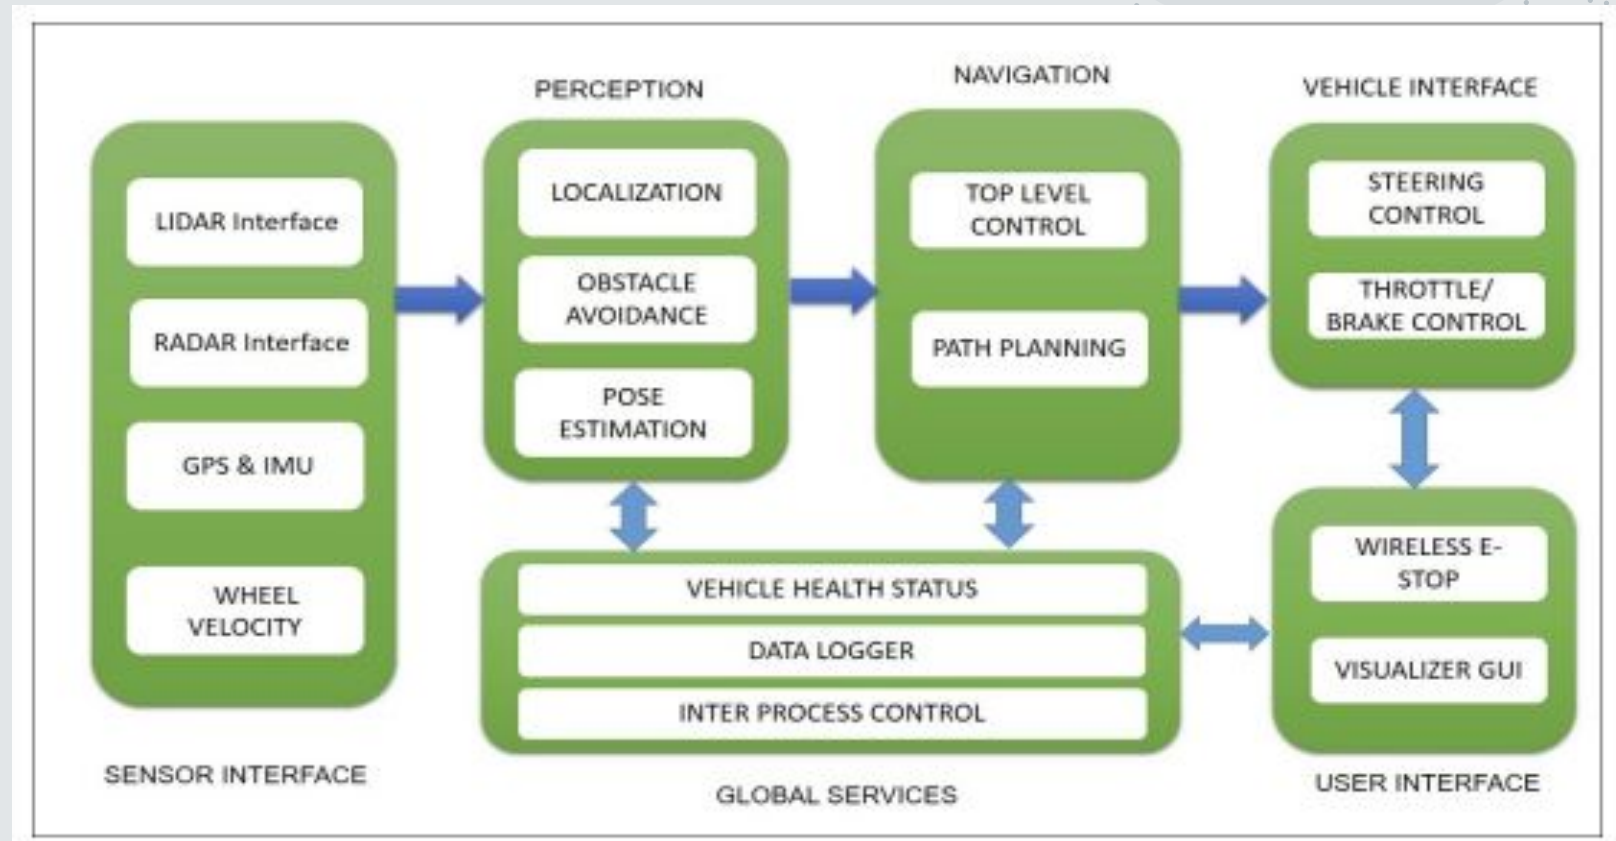 PERCEPTION
NAVIGATION
VEHICLE INTERFACE
LIDAR Interface
RADAR Interface
GPS & IMU
WHEEL
VELOCITY
SENSOR INTERFACE
LOCALIZATION
OBSTACLE
AVOIDANCE
POSE
ESTIMATION
TOP LEVEL
CONTROL
PATH PLANNING
STEERING
CONTROL
THROTTLE/
BRAKE CONTROL
VEHICLE HEALTH STATUS
DATA LOGGER
INTER PROCESS CONTROL
GLOBAL SERVICES
WIRELESS E-
STOP
VISUALIZER GUI
USER INTERFACE